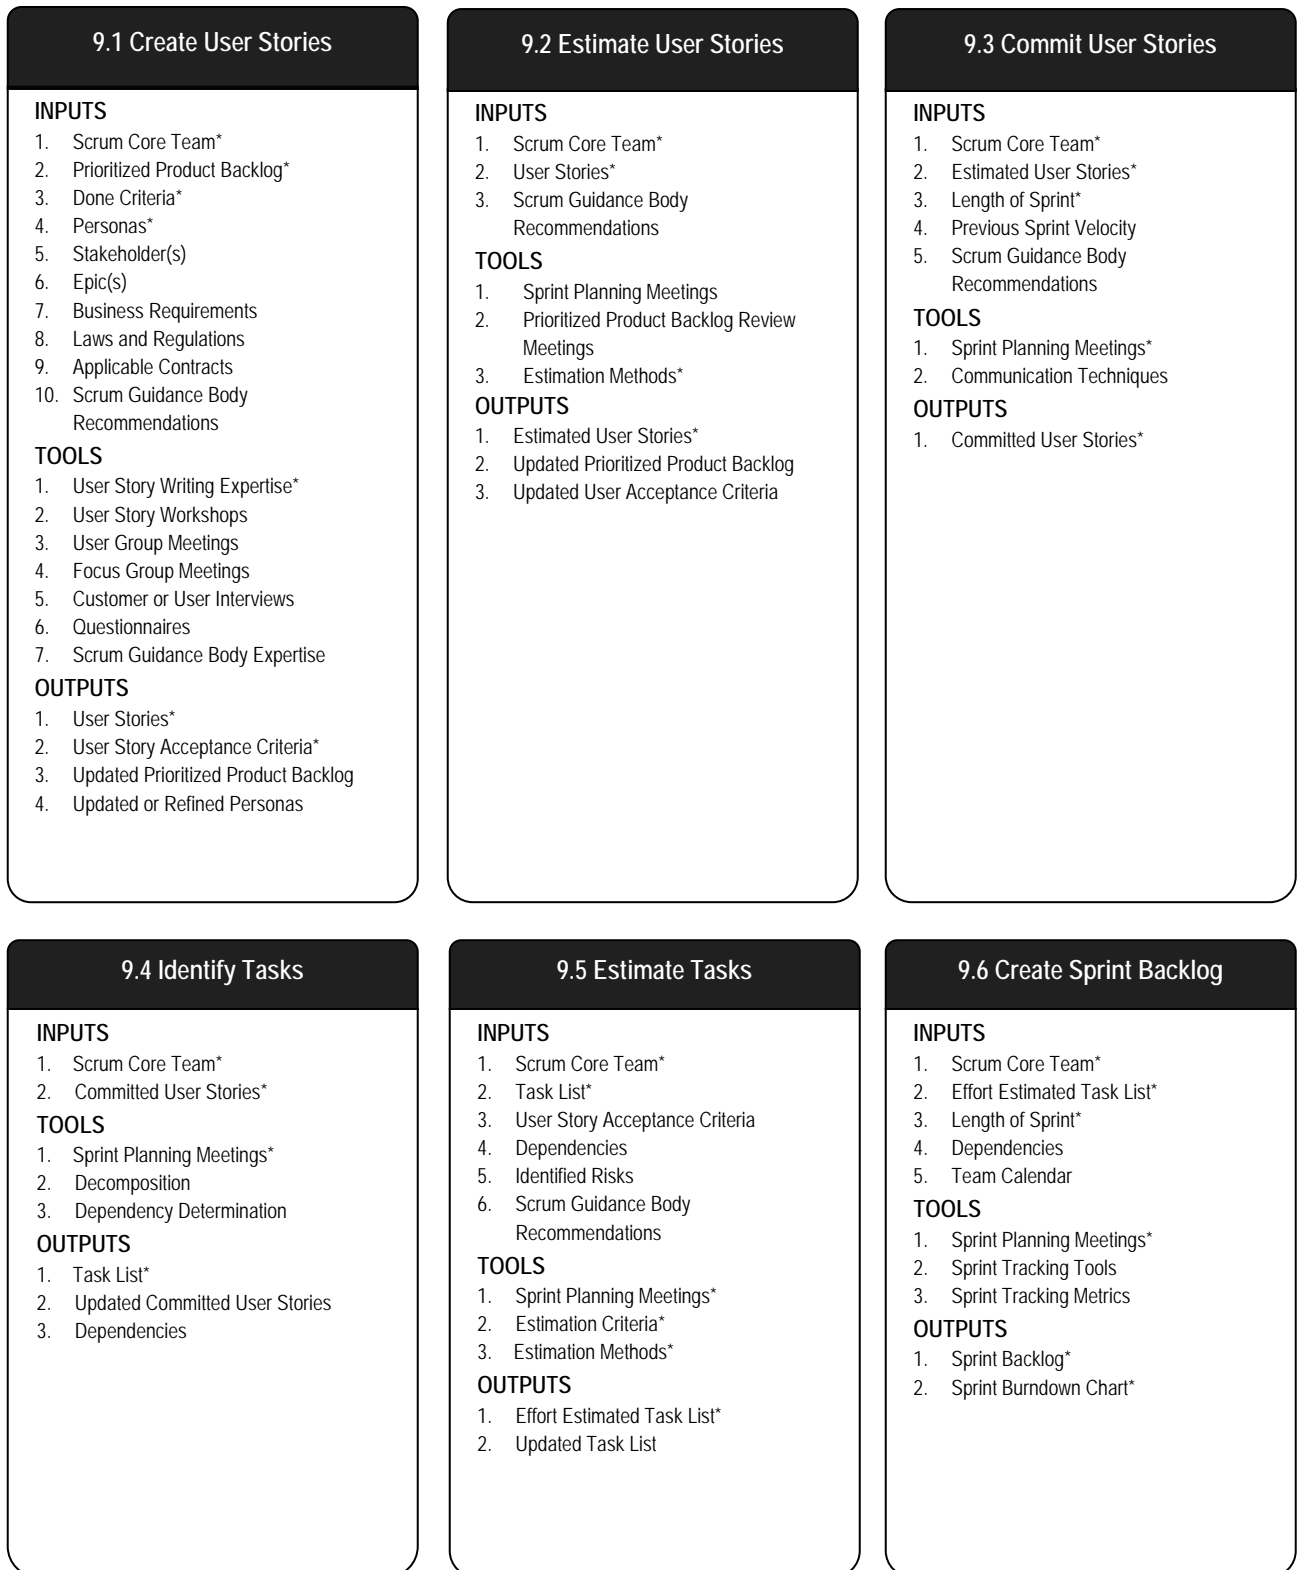 9.1 Create User Stories
INPUTS
1. Scrum Core Team*
2. Prioritized Product Backlog*
3. Done Criteria*
4. Personas*
5. Stakeholder(s)
6. Epic(s)
7. Business Requirements
8. Laws and Regulations
9. Applicable Contracts
10. Scrum Guidance Body
Recommendations
TOOLS
1. User Story Writing Expertise*
2. User Story Workshops
3. User Group Meetings
4. Focus Group Meetings
5. Customer or User Interviews
6. Questionnaires
7. Scrum Guidance Body Expertise
OUTPUTS
1. User Stories*
2. User Story Acceptance Criteria*
3. Updated Prioritized Product Backlog
4. Updated or Refined Personas
9.2 Estimate User Stories
INPUTS
1. Scrum Core Team*
2. User Stories*
3. Scrum Guidance Body
Recommendations
TOOLS
1. Sprint Planning Meetings
2. Prioritized Product Backlog Review
Meetings
3. Estimation Methods*
OUTPUTS
1. Estimated User Stories*
2. Updated Prioritized Product Backlog
3. Updated User Acceptance Criteria
9.3 Commit User Stories
INPUTS
1. Scrum Core Team*
2. Estimated User Stories*
3. Length of Sprint*
4. Previous Sprint Velocity
5. Scrum Guidance Body
Recommendations
TOOLS
1. Sprint Planning Meetings*
2. Communication Techniques
OUTPUTS
1. Committed User Stories*
9.4 Identify Tasks
INPUTS
1. Scrum Core Team*
2. Committed User Stories*
TOOLS
1. Sprint Planning Meetings*
2. Decomposition
3. Dependency Determination
OUTPUTS
1. Task List*
2. Updated Committed User Stories
3. Dependencies
9.5 Estimate Tasks
INPUTS
1. Scrum Core Team*
2. Task List*
3. User Story Acceptance Criteria
4. Dependencies
5. Identified Risks
6. Scrum Guidance Body
Recommendations
TOOLS
1. Sprint Planning Meetings*
2. Estimation Criteria*
3. Estimation Methods*
OUTPUTS
1. Effort Estimated Task List*
2. Updated Task List
9.6 Create Sprint Backlog
INPUTS
1. Scrum Core Team*
2. Effort Estimated Task List*
3. Length of Sprint*
4. Dependencies
5. Team Calendar
TOOLS
1. Sprint Planning Meetings*
2. Sprint Tracking Tools
3. Sprint Tracking Metrics
OUTPUTS
1. Sprint Backlog*
2. Sprint Burndown Chart*